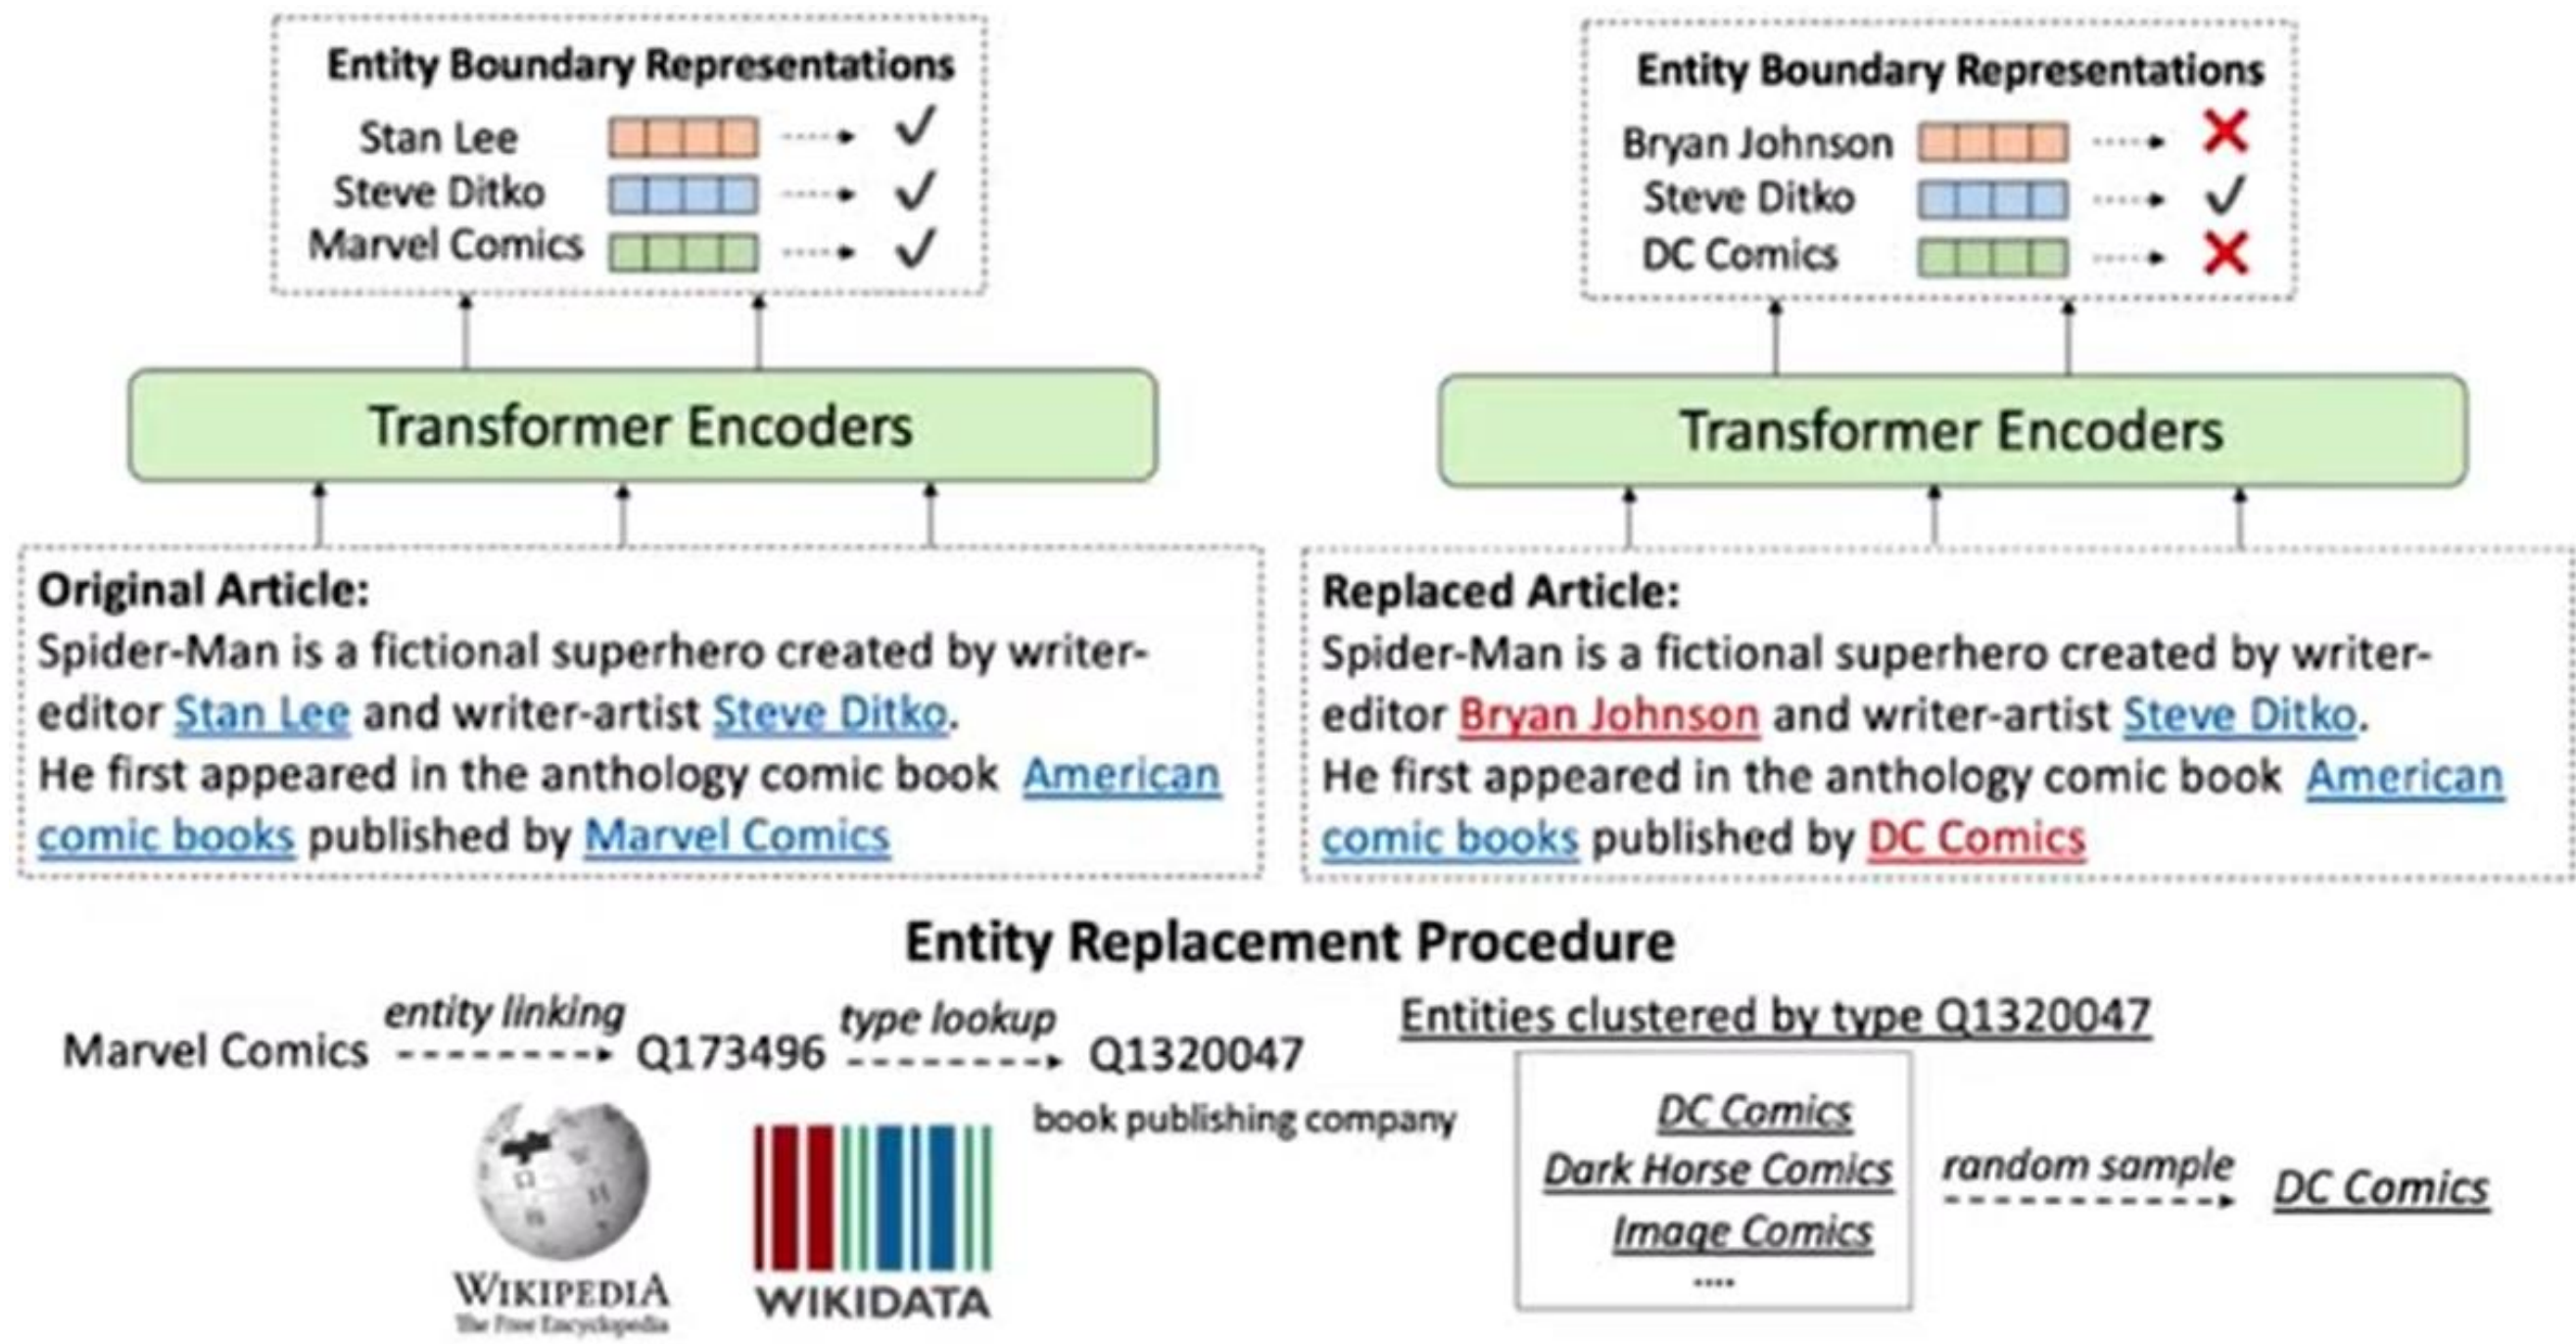 Entity Boundary Representations
Stan Lee
Steve Ditko
Marvel Comics
Entity Boundary Representations
Bryan Johnson
Steve Ditko
DC Comics
Transformer Encoders
Transformer Encoders
Original Article:
Spider-Man is a fictional superhero created by writer-
editor Stan Lee and writer-artist Steve Ditko.
He first appeared in the anthology comic book American
comic books published by Marvel Comics
Replaced Article:
Spider-Man is a fictional superhero created by writer-
editor Bryan Johnson and writer-artist Steve Ditko.
He first appeared in the anthology comic book American
comic books published by DC Comics
Entity Replacement Procedure
Marvel Comics entity linking Q173496 type lookup Q1320047
book publishing company
WIKIPEDIA
The Free Encyclopedia
WIKIDATA
Entities clustered by type Q1320047
DC Comics
Dark Horse Comics
Image Comics
....
random sample
DC Comics